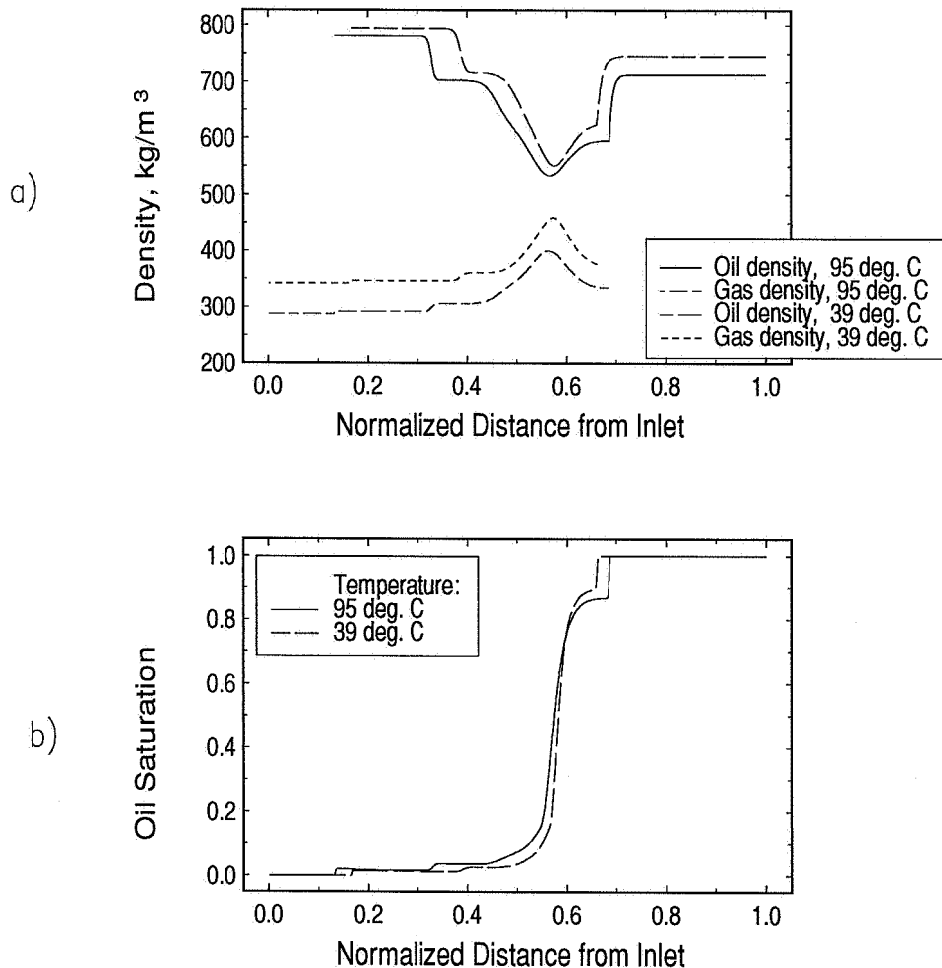 a)
Density, kg/m³
800
700
600
500
400
300
200
0.0 0.2 0.4 0.6 0.8 1.0
Normalized Distance from Inlet
Oil density, 95 deg. C
Gas density, 95 deg. C
Oil density, 39 deg. C
Gas density, 39 deg. C
b)
Oil Saturation
1.0
0.8
0.6
0.4
0.2
0.0
Temperature:
95 deg. C
39 deg. C
0.0 0.2 0.4 0.6 0.8 1.0
Normalized Distance from Inlet